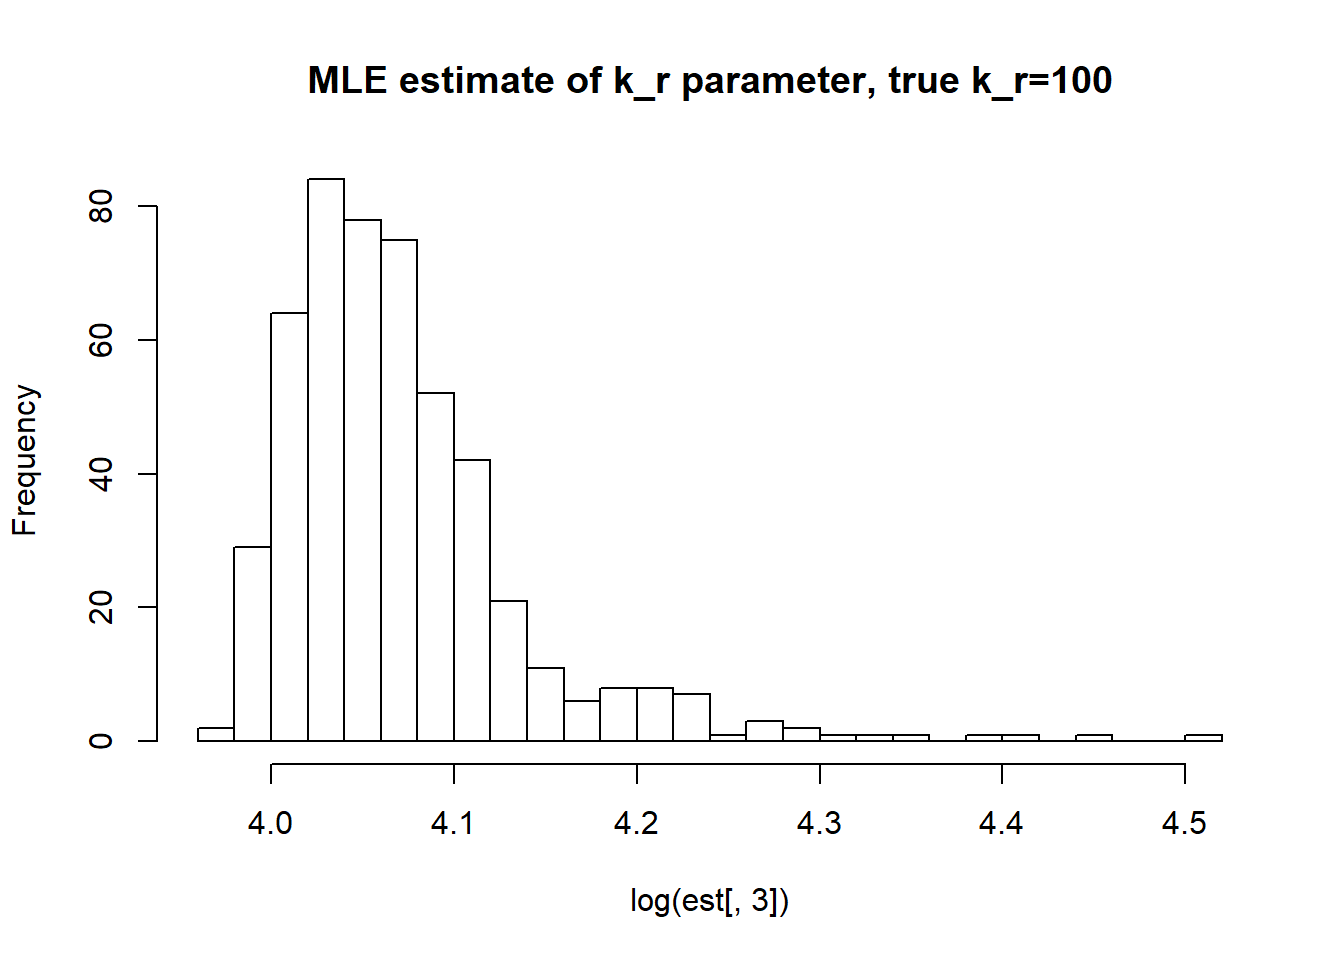 MLE estimate of k_r parameter, true k_r=100
Frequency
80
60
40
20
0
4.0 4.1 4.2 4.3 4.4 4.5
log(est[, 3])